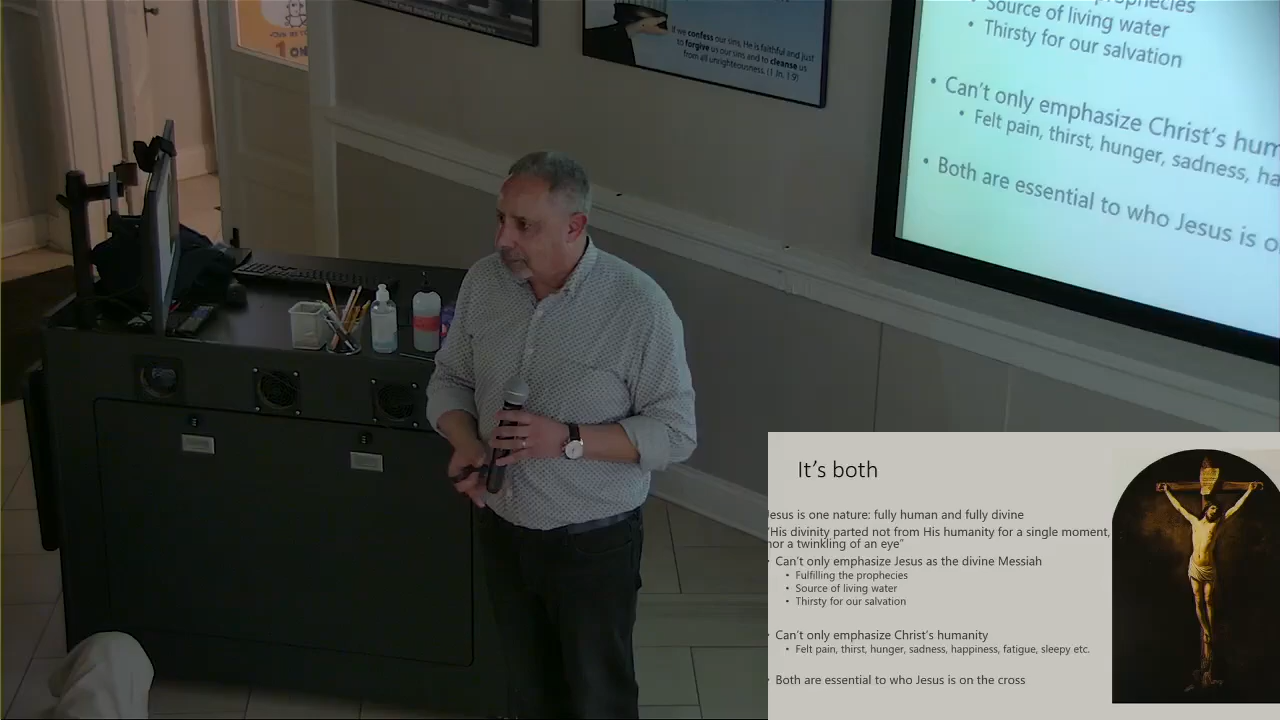 1 ON
If we confess our sins, He is faithful and just
to forgive us our sins and to cleanse us
from all unrighteousness. (1 Jn. 1:9)
Source of living water
• Thirsty for our salvation
• Can't only emphasize Christ's hum
• Felt pain, thirst, hunger, sadness, ha
• Both are essential to who Jesus is o
It's both
Jesus is one nature: fully human and fully divine
"His divinity parted not from His humanity for a single moment,
nor a twinkling of an eye"
• Can't only emphasize Jesus as the divine Messiah
• Fulfilling the prophecies
• Source of living water
• Thirsty for our salvation
• Can't only emphasize Christ's humanity
• Felt pain, thirst, hunger, sadness, happiness, fatigue, sleepy etc.
• Both are essential to who Jesus is on the cross